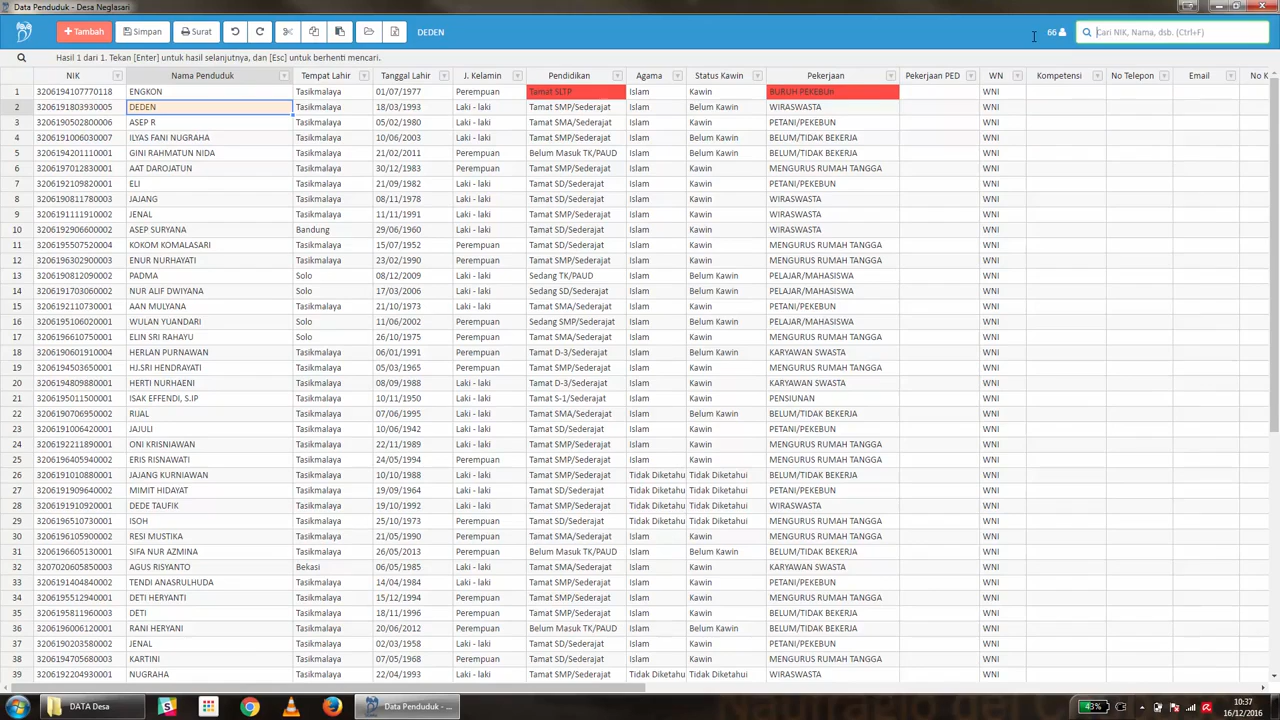 Data Penduduk - Desa Neglasari
Tambah Simpan Surat DEDEN 66 Cari NIK, Nama, dsb. (Ctrl+F)
Hasil 1 dari 1. Tekan [Enter] untuk hasil selanjutnya, dan [Esc] untuk berhenti mencari.
NIK Nama Penduduk Tempat Lahir Tanggal Lahir J. Kelamin Pendidikan Agama Status Kawin Pekerjaan Pekerjaan PED WN Kompetensi No Telepon Email No K
1 3206194107770118 ENGKON Tasikmalaya 01/07/1977 Perempuan Tamat SLTP Islam Kawin BURUH PEKEBUn WNI
2 3206191803930005 DEDEN Tasikmalaya 18/03/1993 Laki - laki Tamat SMP/Sederajat Islam Belum Kawin WIRASWASTA WNI
3 3206190502800006 ASEP R Tasikmalaya 05/02/1980 Laki - laki Tamat SMA/Sederajat Islam Kawin PETANI/PEKEBUN WNI
4 3206191006030007 ILYAS FANI NUGRAHA Tasikmalaya 10/06/2003 Laki - laki Tamat SMP/Sederajat Islam Belum Kawin BELUM/TIDAK BEKERJA WNI
5 3206194201110001 GINI RAHMATUN NIDA Tasikmalaya 21/02/2011 Perempuan Belum Masuk TK/PAUD Islam Belum Kawin BELUM/TIDAK BEKERJA WNI
6 3206197012830001 AAT DAROJATUN Tasikmalaya 30/12/1983 Perempuan Tamat SMP/Sederajat Islam Kawin MENGURUS RUMAH TANGGA WNI
7 3206192109820001 ELI Tasikmalaya 21/09/1982 Laki - laki Tamat SD/Sederajat Islam Kawin PETANI/PEKEBUN WNI
8 3206190811780003 JAJANG Tasikmalaya 08/11/1978 Laki - laki Tamat SD/Sederajat Islam Kawin WIRASWASTA WNI
9 3206191111910002 JENAL Tasikmalaya 11/11/1991 Laki - laki Tamat SMP/Sederajat Islam Kawin WIRASWASTA WNI
10 3206192906600002 ASEP SURYANA Bandung 29/06/1960 Laki - laki Tamat SMP/Sederajat Islam Kawin WIRASWASTA WNI
11 3206195507520004 KOKOM KOMALASARI Tasikmalaya 15/07/1952 Perempuan Tamat SMP/Sederajat Islam Kawin MENGURUS RUMAH TANGGA WNI
12 3206196302900003 ENUR NURHAYATI Tasikmalaya 23/02/1990 Perempuan Tamat SMP/Sederajat Islam Kawin MENGURUS RUMAH TANGGA WNI
13 3206190812090002 PADMA Solo 08/12/2009 Laki - laki Sedang TK/PAUD Islam Belum Kawin PELAJAR/MAHASISWA WNI
14 3206191703060002 NUR ALIF DWIYANA Solo 17/03/2006 Laki - laki Sedang SD/Sederajat Islam Belum Kawin PELAJAR/MAHASISWA WNI
15 3206192110730001 AAN MULYANA Tasikmalaya 21/10/1973 Laki - laki Tamat SMA/Sederajat Islam Kawin PETANI/PEKEBUN WNI
16 3206195106020001 WULAN YUANDARI Solo 11/06/2002 Perempuan Sedang SMP/Sederajat Islam Belum Kawin PELAJAR/MAHASISWA WNI
17 3206196610750001 ELIN SRI RAHAYU Solo 26/10/1975 Perempuan Tamat SMA/Sederajat Islam Kawin MENGURUS RUMAH TANGGA WNI
18 3206190601910004 HERLAN PURNAWAN Tasikmalaya 06/01/1991 Laki - laki Tamat D-3/Sederajat Islam Belum Kawin KARYAWAN SWASTA WNI
19 3206194503650001 HJ.SRI HENDRAYATI Tasikmalaya 05/03/1965 Perempuan Tamat SMP/Sederajat Islam Kawin MENGURUS RUMAH TANGGA WNI
20 3206194809880001 HERTI NURHAENI Tasikmalaya 08/09/1988 Laki - laki Tamat D-3/Sederajat Islam Kawin KARYAWAN SWASTA WNI
21 3206195011500001 ISAK EFFENDI, S.IP Tasikmalaya 10/11/1950 Laki - laki Tamat S-1/Sederajat Islam Kawin PENSIUNAN WNI
22 3206190706950002 RIJAL Tasikmalaya 07/06/1995 Laki - laki Tamat SMA/Sederajat Islam Belum Kawin BELUM/TIDAK BEKERJA WNI
23 3206191006420001 JAJULI Tasikmalaya 10/06/1942 Laki - laki Tamat SD/Sederajat Islam Kawin PETANI/PEKEBUN WNI
24 3206192211890001 ONI KRISNIAWAN Tasikmalaya 22/11/1989 Laki - laki Tamat SMP/Sederajat Islam Kawin MENGURUS RUMAH TANGGA WNI
25 3206196405940002 ERIS RISNAWATI Tasikmalaya 24/05/1994 Perempuan Tamat SMP/Sederajat Islam Kawin MENGURUS RUMAH TANGGA WNI
26 3206191010880001 JAJANG KURNIAWAN Tasikmalaya 10/10/1988 Laki - laki Tamat SMP/Sederajat Tidak Diketahu Tidak Diketahui BELUM/TIDAK BEKERJA WNI
27 3206191909640002 MIMIT HIDAYAT Tasikmalaya 19/09/1964 Laki - laki Tamat SD/Sederajat Tidak Diketahu Tidak Diketahui PETANI/PEKEBUN WNI
28 3206191910920001 DEDE TAUFIK Tasikmalaya 19/10/1992 Laki - laki Tamat SMP/Sederajat Tidak Diketahu Tidak Diketahui WIRASWASTA WNI
29 3206196510730001 ISOH Tasikmalaya 25/10/1973 Perempuan Tamat SD/Sederajat Tidak Diketahu Tidak Diketahui MENGURUS RUMAH TANGGA WNI
30 3206196105900002 RESI MUSTIKA Tasikmalaya 21/05/1990 Perempuan Tamat SMP/Sederajat Islam Kawin MENGURUS RUMAH TANGGA WNI
31 3206196605130001 SIFA NUR AZMINA Tasikmalaya 26/05/2013 Perempuan Belum Masuk TK/PAUD Islam Belum Kawin BELUM/TIDAK BEKERJA WNI
32 3207020605850003 AGUS RISYANTO Bekasi 06/05/1985 Laki - laki Tamat SMP/Sederajat Islam Kawin KARYAWAN SWASTA WNI
33 3206191404840002 TENDI ANASRULHUDA Tasikmalaya 14/04/1984 Laki - laki Tamat SMP/Sederajat Islam Kawin PETANI/PEKEBUN WNI
34 3206195512940001 DETI HERYANTI Tasikmalaya 15/12/1994 Perempuan Tamat SMP/Sederajat Islam Kawin MENGURUS RUMAH TANGGA WNI
35 3206195811960003 DETI Tasikmalaya 18/11/1996 Perempuan Tamat SMP/Sederajat Islam Kawin BELUM/TIDAK BEKERJA WNI
36 3206196006120001 RANI HERYANI Tasikmalaya 20/06/2012 Perempuan Belum Masuk TK/PAUD Islam Belum Kawin BELUM/TIDAK BEKERJA WNI
37 3206190203580002 JENAL Tasikmalaya 02/03/1958 Laki - laki Tamat SD/Sederajat Islam Kawin PETANI/PEKEBUN WNI
38 3206194705680003 KARTINI Tasikmalaya 07/05/1968 Perempuan Tamat SD/Sederajat Islam Kawin MENGURUS RUMAH TANGGA WNI
39 3206192204930001 NUGRAHA Tasikmalaya 22/04/1993 Laki - laki Tamat SMP/Sederajat Tidak Diketahu Tidak Diketahui WIRASWASTA WNI
DATA Desa Data Penduduk - ... 43% 10:37
16/12/2016